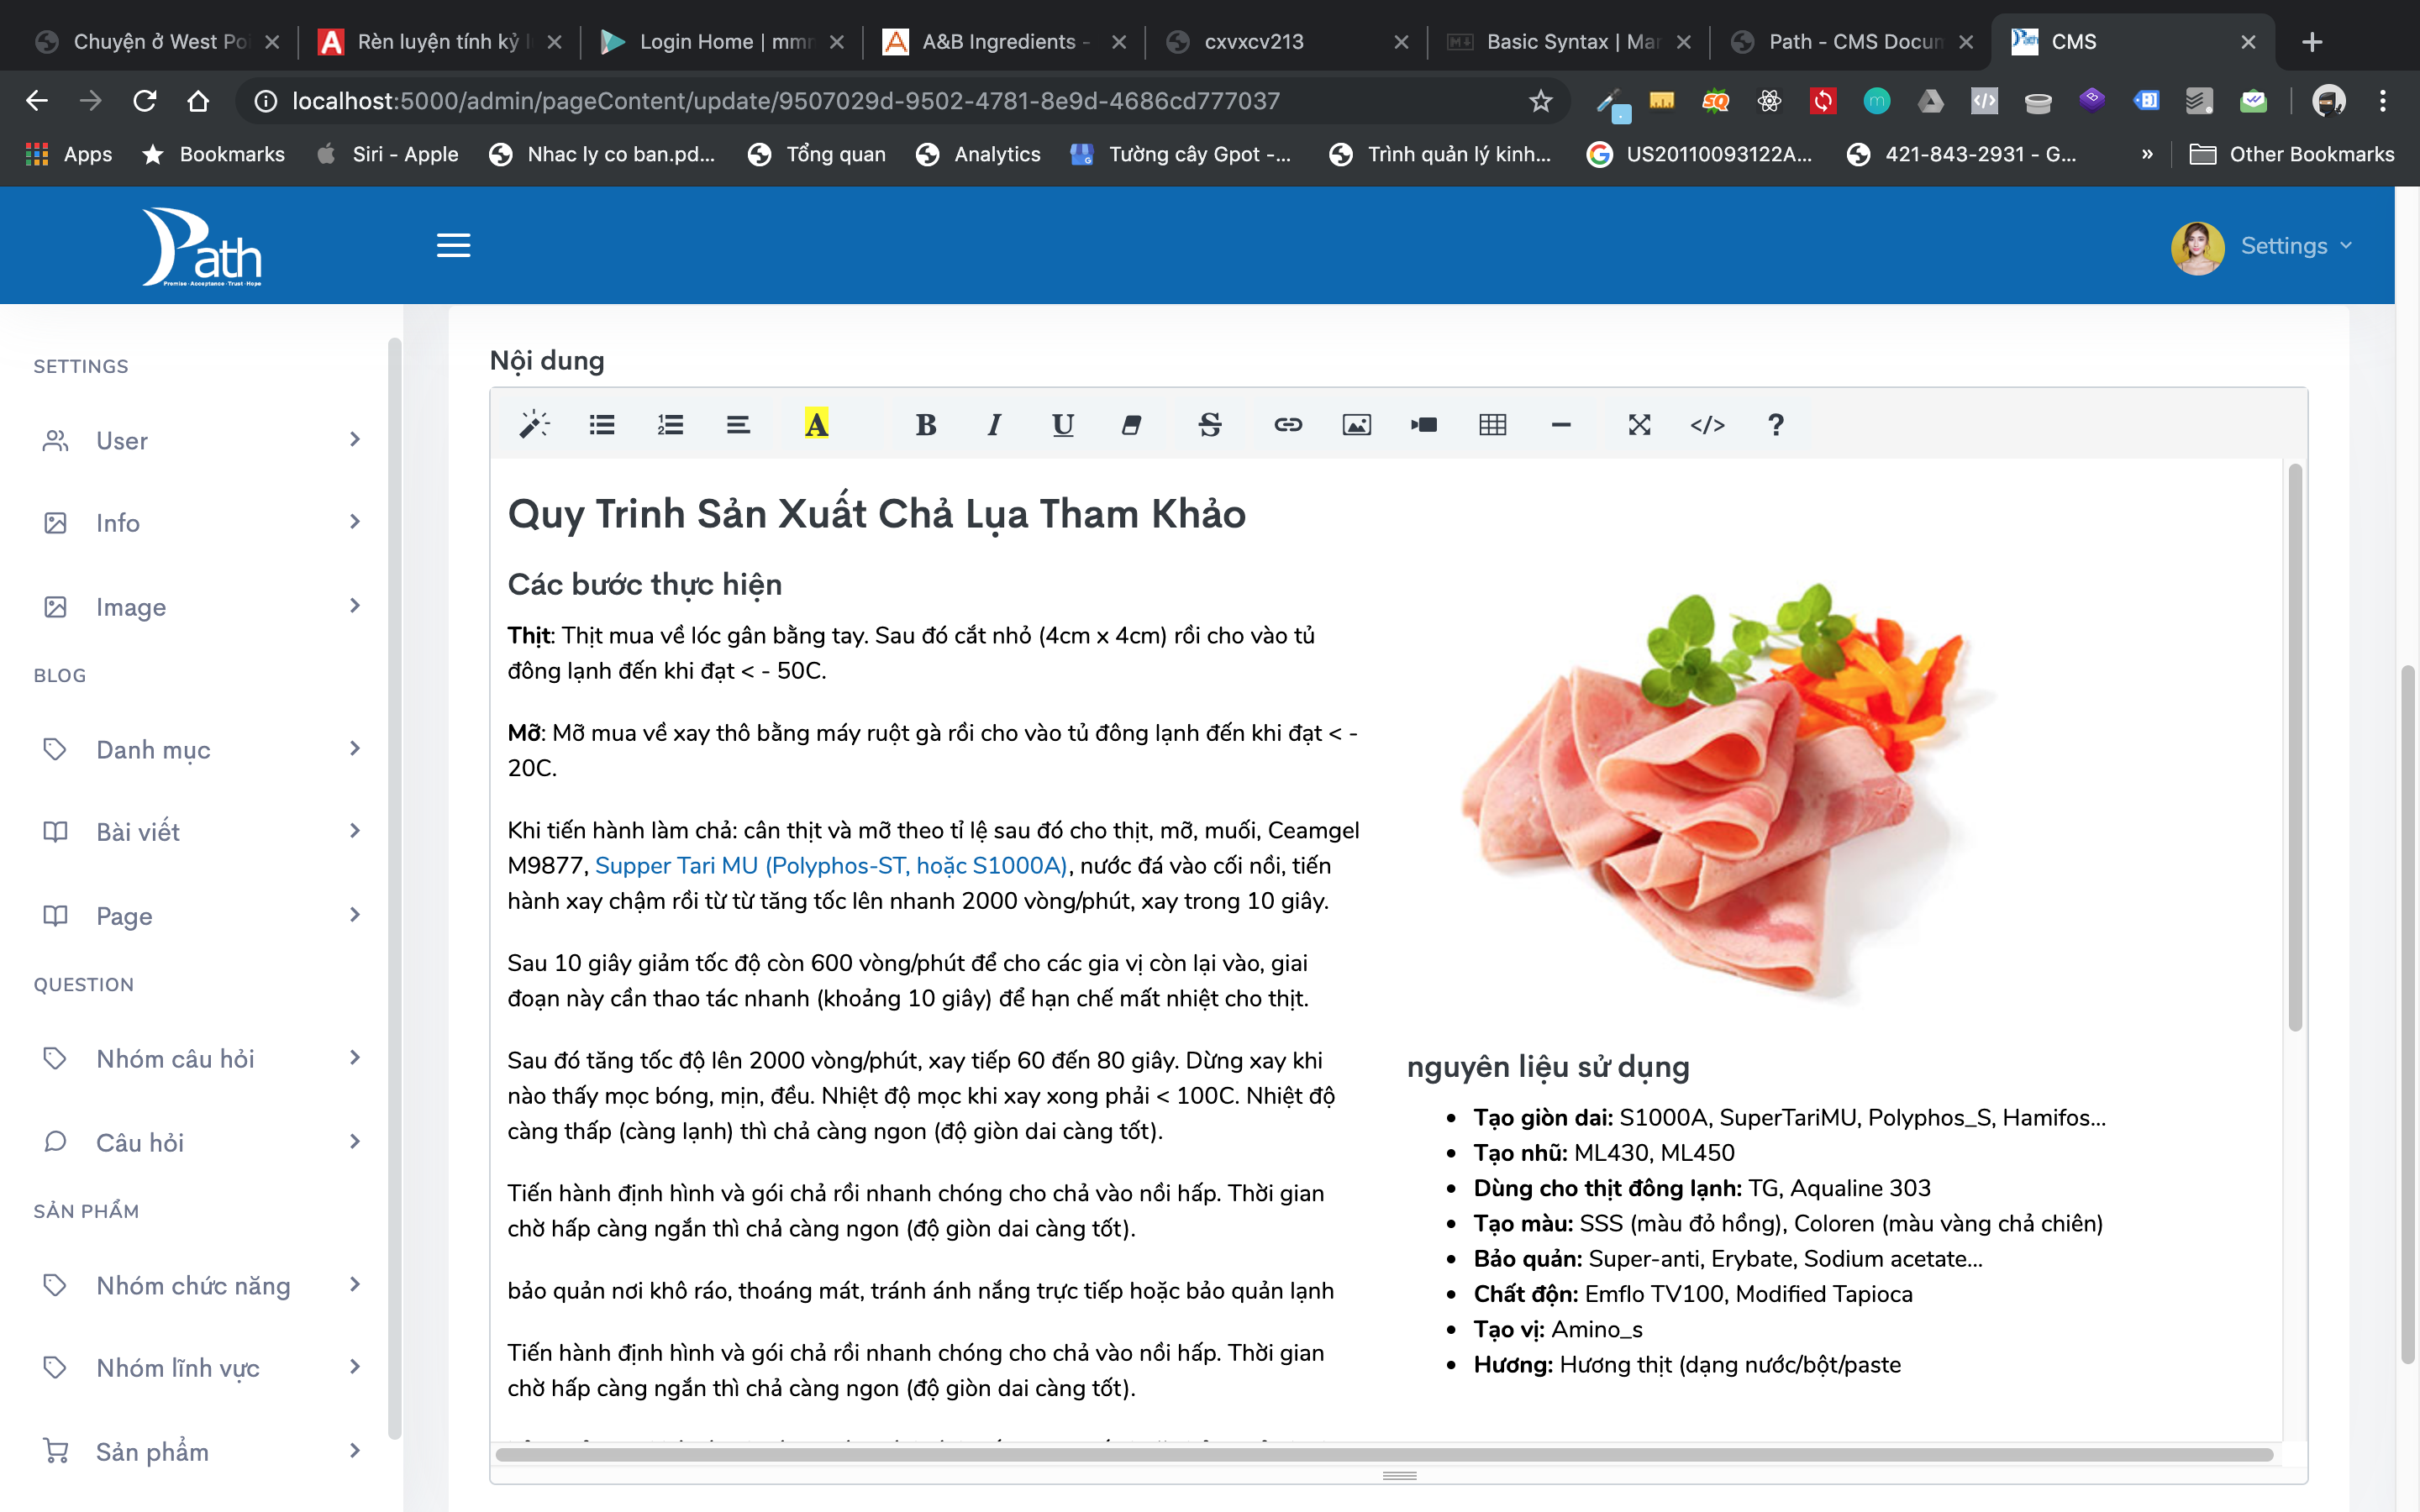 Chuyện ở West Poi
Rèn luyện tính kỷ l
Login Home | mmn
A&B Ingredients -
cxvxcv213
Basic Syntax | Mar
Path - CMS Docun
CMS
localhost:5000/admin/pageContent/update/9507029d-9502-4781-8e9d-4686cd777037
Apps
Bookmarks
Siri - Apple
Nhac ly co ban.pd...
Tổng quan
Analytics
Tường cây Gpot -...
Trình quản lý kinh...
US20110093122A...
421-843-2931 - G...
»
Other Bookmarks
Path
Promise - Acceptance - Trust - Hope
Settings
SETTINGS
User
Info
Image
BLOG
Danh mục
Bài viết
Page
QUESTION
Nhóm câu hỏi
Câu hỏi
SẢN PHẨM
Nhóm chức năng
Nhóm lĩnh vực
Sản phẩm
Nội dung
A B I U S </> ?
Quy Trinh Sản Xuất Chả Lụa Tham Khảo
Các bước thực hiện
Thịt: Thịt mua về lóc gân bằng tay. Sau đó cắt nhỏ (4cm x 4cm) rồi cho vào tủ
đông lạnh đến khi đạt < - 50C.
Mỡ: Mỡ mua về xay thô bằng máy ruột gà rồi cho vào tủ đông lạnh đến khi đạt < -
20C.
Khi tiến hành làm chả: cân thịt và mỡ theo tỉ lệ sau đó cho thịt, mỡ, muối, Ceamgel
M9877, Supper Tari MU (Polyphos-ST, hoặc S1000A), nước đá vào cối nồi, tiến
hành xay chậm rồi từ từ tăng tốc lên nhanh 2000 vòng/phút, xay trong 10 giây.
Sau 10 giây giảm tốc độ còn 600 vòng/phút để cho các gia vị còn lại vào, giai
đoạn này cần thao tác nhanh (khoảng 10 giây) để hạn chế mất nhiệt cho thịt.
Sau đó tăng tốc độ lên 2000 vòng/phút, xay tiếp 60 đến 80 giây. Dừng xay khi
nào thấy mọc bóng, mịn, đều. Nhiệt độ mọc khi xay xong phải < 100C. Nhiệt độ
càng thấp (càng lạnh) thì chả càng ngon (độ giòn dai càng tốt).
Tiến hành định hình và gói chả rồi nhanh chóng cho chả vào nồi hấp. Thời gian
chờ hấp càng ngắn thì chả càng ngon (độ giòn dai càng tốt).
bảo quản nơi khô ráo, thoáng mát, tránh ánh nắng trực tiếp hoặc bảo quản lạnh
Tiến hành định hình và gói chả rồi nhanh chóng cho chả vào nồi hấp. Thời gian
chờ hấp càng ngắn thì chả càng ngon (độ giòn dai càng tốt).
nguyên liệu sử dụng
Tạo giòn dai: S1000A, SuperTariMU, Polyphos_S, Hamifos...
Tạo nhũ: ML430, ML450
Dùng cho thịt đông lạnh: TG, Aqualine 303
Tạo màu: SSS (màu đỏ hồng), Coloren (màu vàng chả chiên)
Bảo quản: Super-anti, Erybate, Sodium acetate...
Chất độn: Emflo TV100, Modified Tapioca
Tạo vị: Amino_s
Hương: Hương thịt (dạng nước/bột/paste